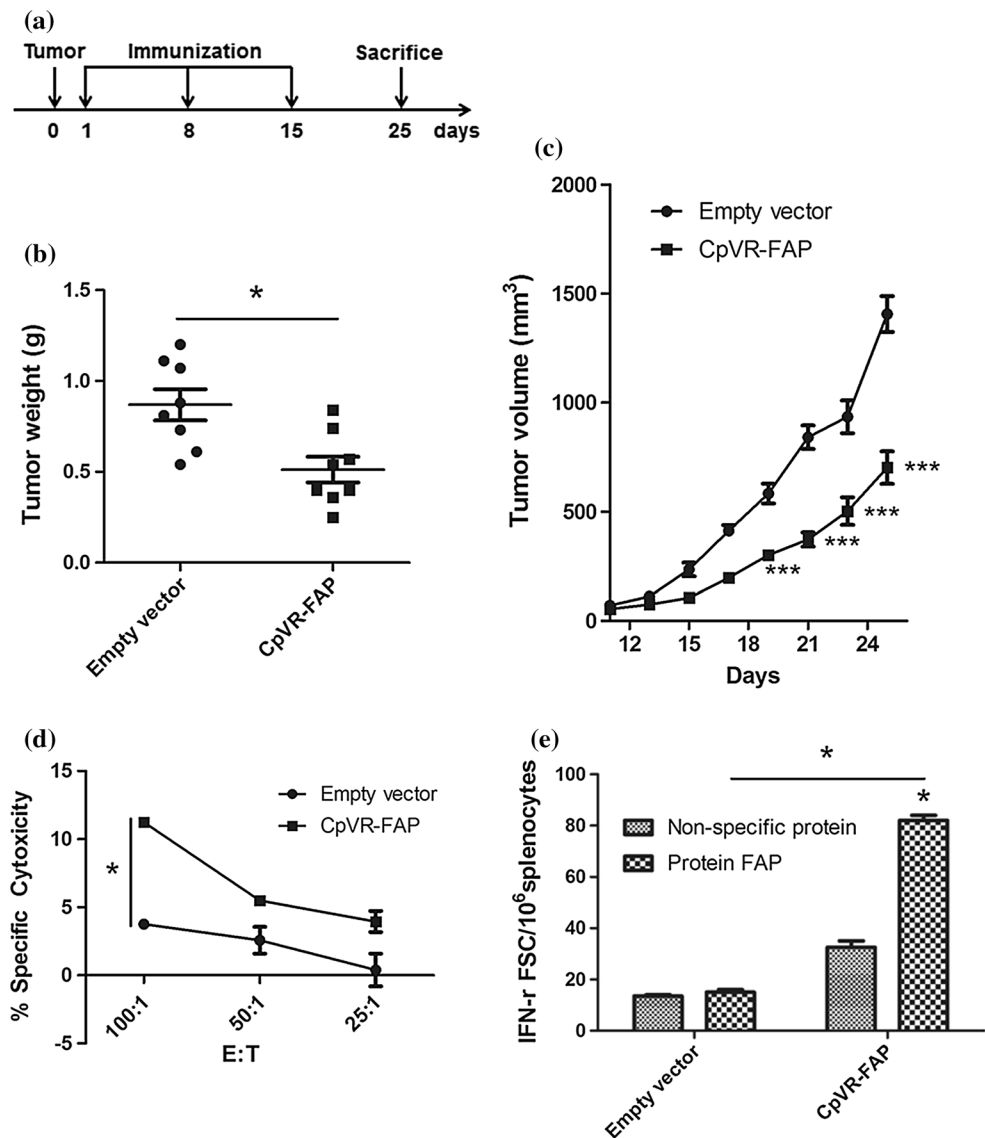 (a)
Tumor Immunization Sacrifice
0 1 8 15 25 days
(b)
Tumor weight (g)
1.5
1.0
0.5
0.0
*
Empty vector
CpVR-FAP
(c)
Tumor volume (mm³)
2000
1500
1000
500
0
Empty vector
CpVR-FAP
***
***
***
***
12 15 18 21 24
Days
(d)
% Specific Cytoxicity
15
10
5
0
-5
Empty vector
CpVR-FAP
*
100:1
50:1
25:1
E:T
(e)
IFN-r FSC/10⁶splenocytes
100
80
60
40
20
0
Non-specific protein
Protein FAP
*
*
Empty vector
CpVR-FAP